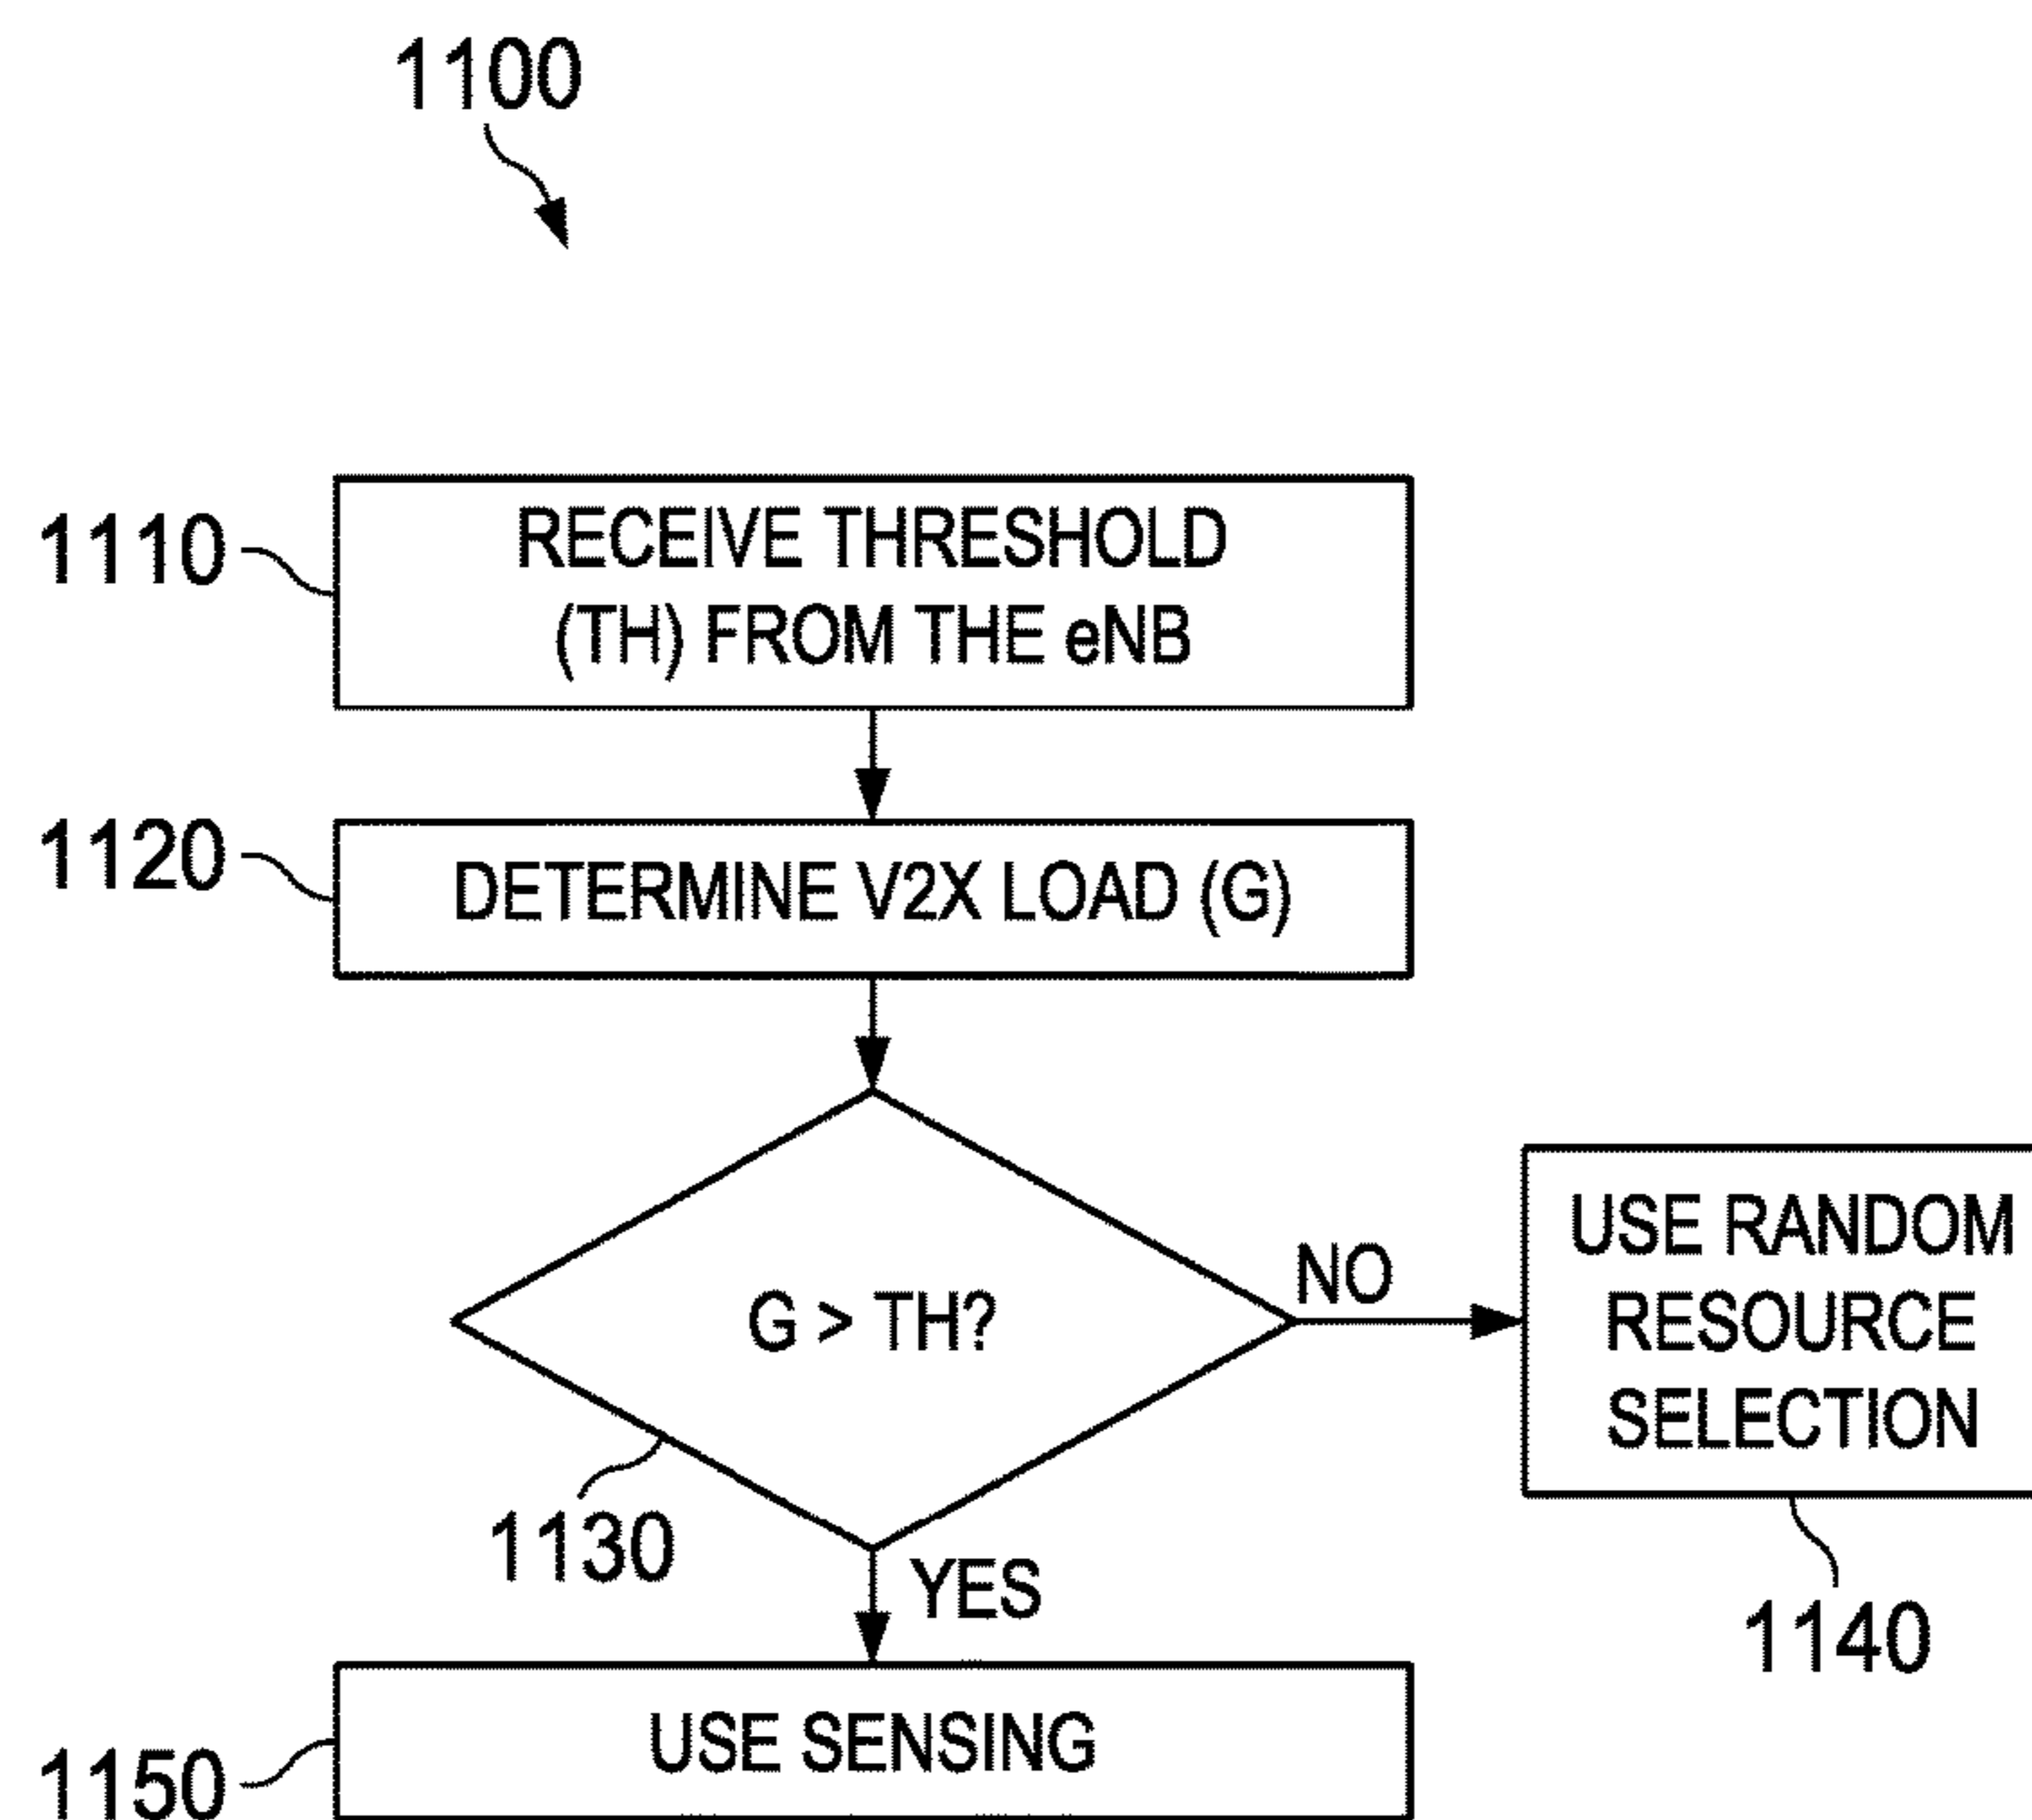 1100
1110
RECEIVE THRESHOLD
(TH) FROM THE eNB
1120
DETERMINE V2X LOAD (G)
G > TH?
NO
USE RANDOM
RESOURCE
SELECTION
1130
YES
1140
USE SENSING
1150